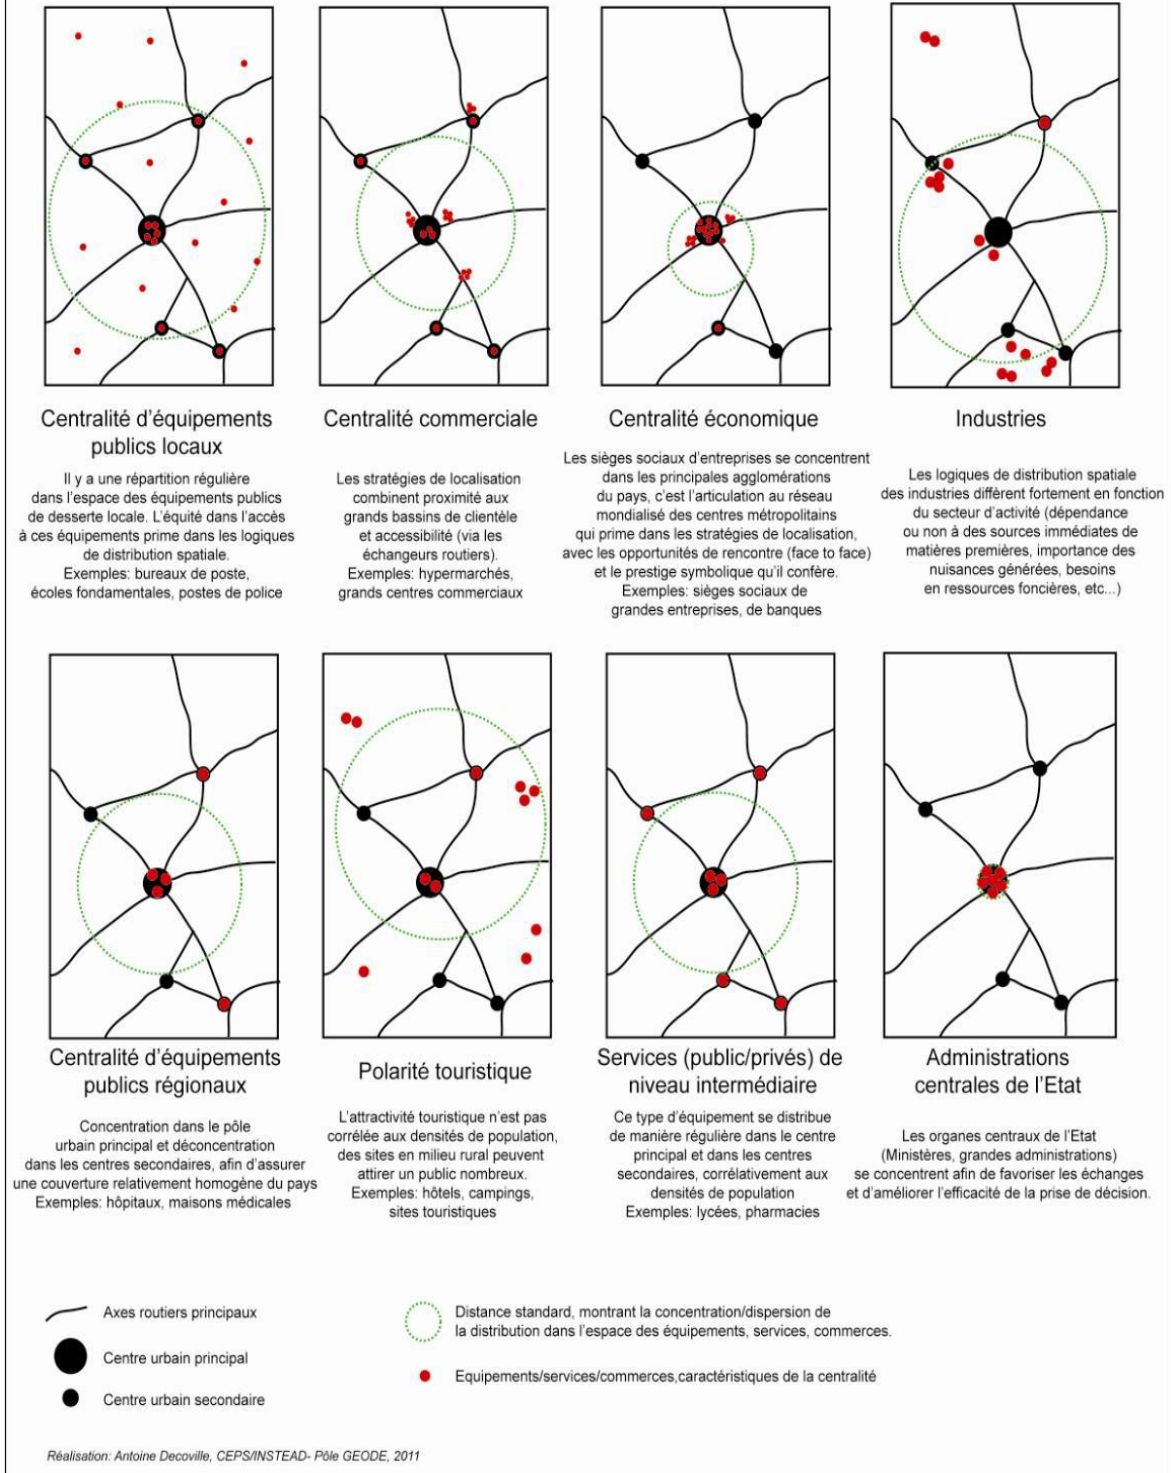 Centralité d'équipements
publics locaux
Il y a une répartition régulière
dans l'espace des équipements publics
de desserte locale. L'équité dans l'accès
à ces équipements prime dans les logiques
de distribution spatiale.
Exemples: bureaux de poste,
écoles fondamentales, postes de police
Centralité commerciale
Les stratégies de localisation
combinent proximité aux
grands bassins de clientèle
et accessibilité (via les
échangeurs routiers).
Exemples: hypermarchés,
grands centres commerciaux
Centralité économique
Les sièges sociaux d'entreprises se concentrent
dans les principales agglomérations
du pays, c'est l'articulation au réseau
mondialisé des centres métropolitains
qui prime dans les stratégies de localisation,
avec les opportunités de rencontre (face to face)
et le prestige symbolique qu'il confère.
Exemples: sièges sociaux de
grandes entreprises, de banques
Industries
Les logiques de distribution spatiale
des industries diffèrent fortement en fonction
du secteur d'activité (dépendance
ou non à des sources immédiates de
matières premières, importance des
nuisances générées, besoins
en ressources foncières, etc...)
Centralité d'équipements
publics régionaux
Concentration dans le pôle
urbain principal et déconcentration
dans les centres secondaires, afin d'assurer
une couverture relativement homogène du pays
Exemples: hôpitaux, maisons médicales
Polarité touristique
L'attractivité touristique n'est pas
corrélée aux densités de population,
des sites en milieu rural peuvent
attirer un public nombreux.
Exemples: hôtels, campings,
sites touristiques
Services (public/privés) de
niveau intermédiaire
Ce type d'équipement se distribue
de manière régulière dans le centre
principal et dans les centres
secondaires, corrélativement aux
densités de population
Exemples: lycées, pharmacies
Administrations
centrales de l'Etat
Les organes centraux de l'Etat
(Ministères, grandes administrations)
se concentrent afin de favoriser les échanges
et d'améliorer l'efficacité de la prise de décision.
Axes routiers principaux
Centre urbain principal
Centre urbain secondaire
Distance standard, montrant la concentration/dispersion de
la distribution dans l'espace des équipements, services, commerces.
Equipements/services/commerces,caractéristiques de la centralité
Réalisation: Antoine Decoville, CEPS/INSTEAD- Pôle GEODE, 2011